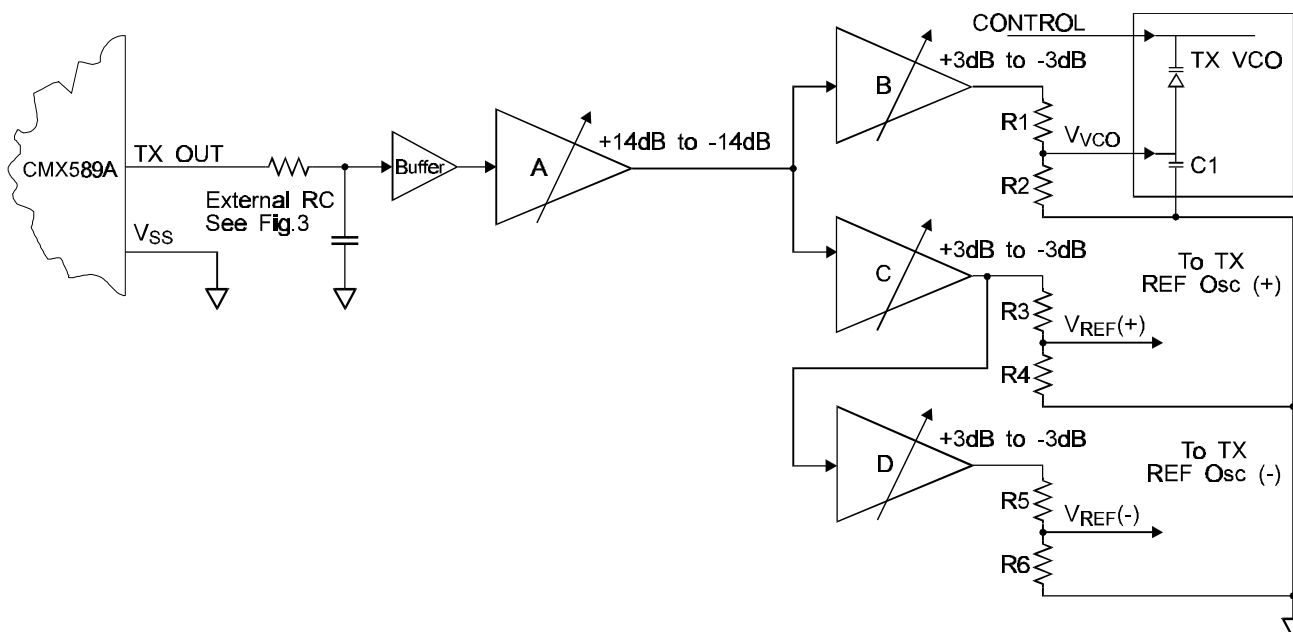 CONTROL
TX VCO
+3dB to -3dB
B
R1
VVCO
C1
R2
CMX589A
TX OUT
External RC
See Fig.3
VSS
Buffer
A
+14dB to -14dB
+3dB to -3dB
C
To TX
REF Osc (+)
R3
VREF(+)
R4
+3dB to -3dB
D
To TX
REF Osc (-)
R5
VREF(-)
R6